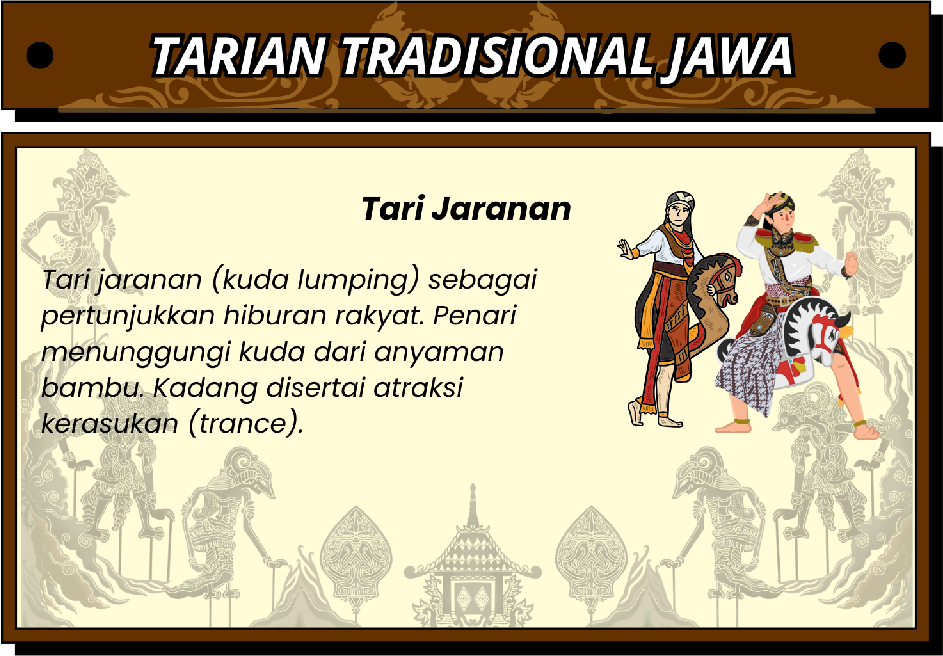 TARIAN TRADISIONAL JAWA
Tari Jaranan
Tari jaranan (kuda lumping) sebagai
pertunjukkan hiburan rakyat. Penari
menunggungi kuda dari anyaman
bambu. Kadang disertai atraksi
kerasukan (trance).